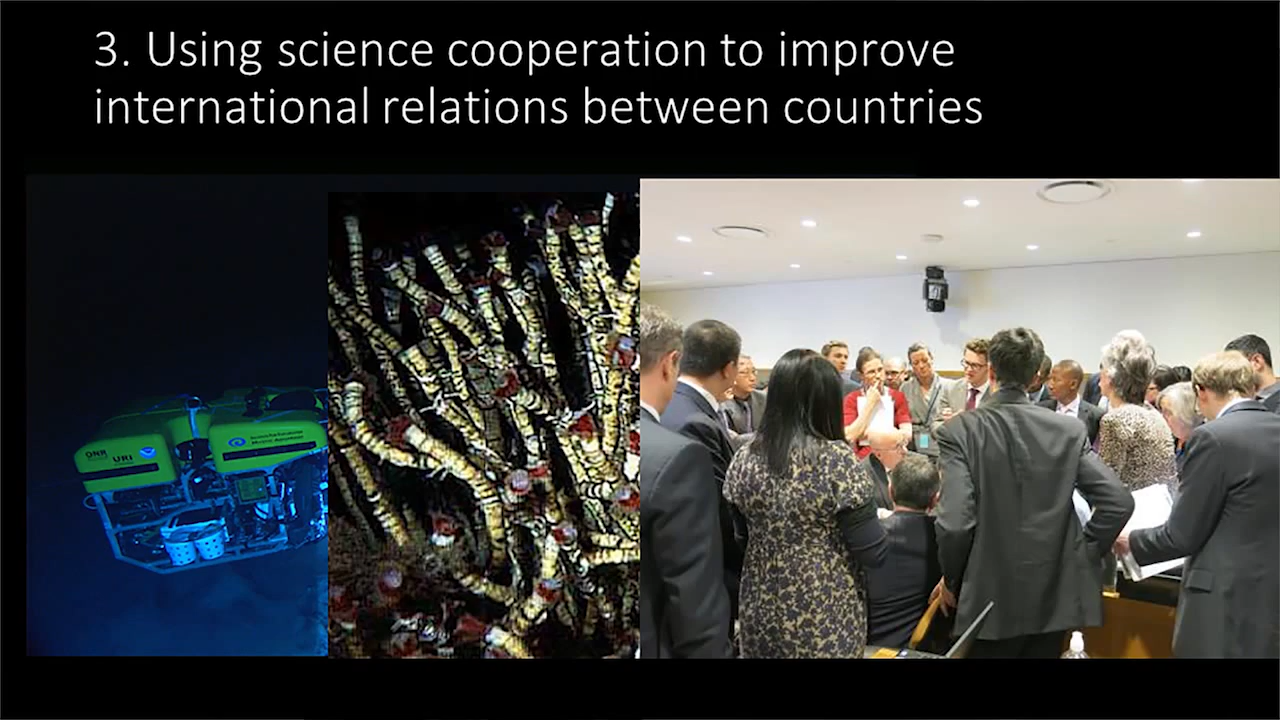 3. Using science cooperation to improve
international relations between countries
ONR
URI